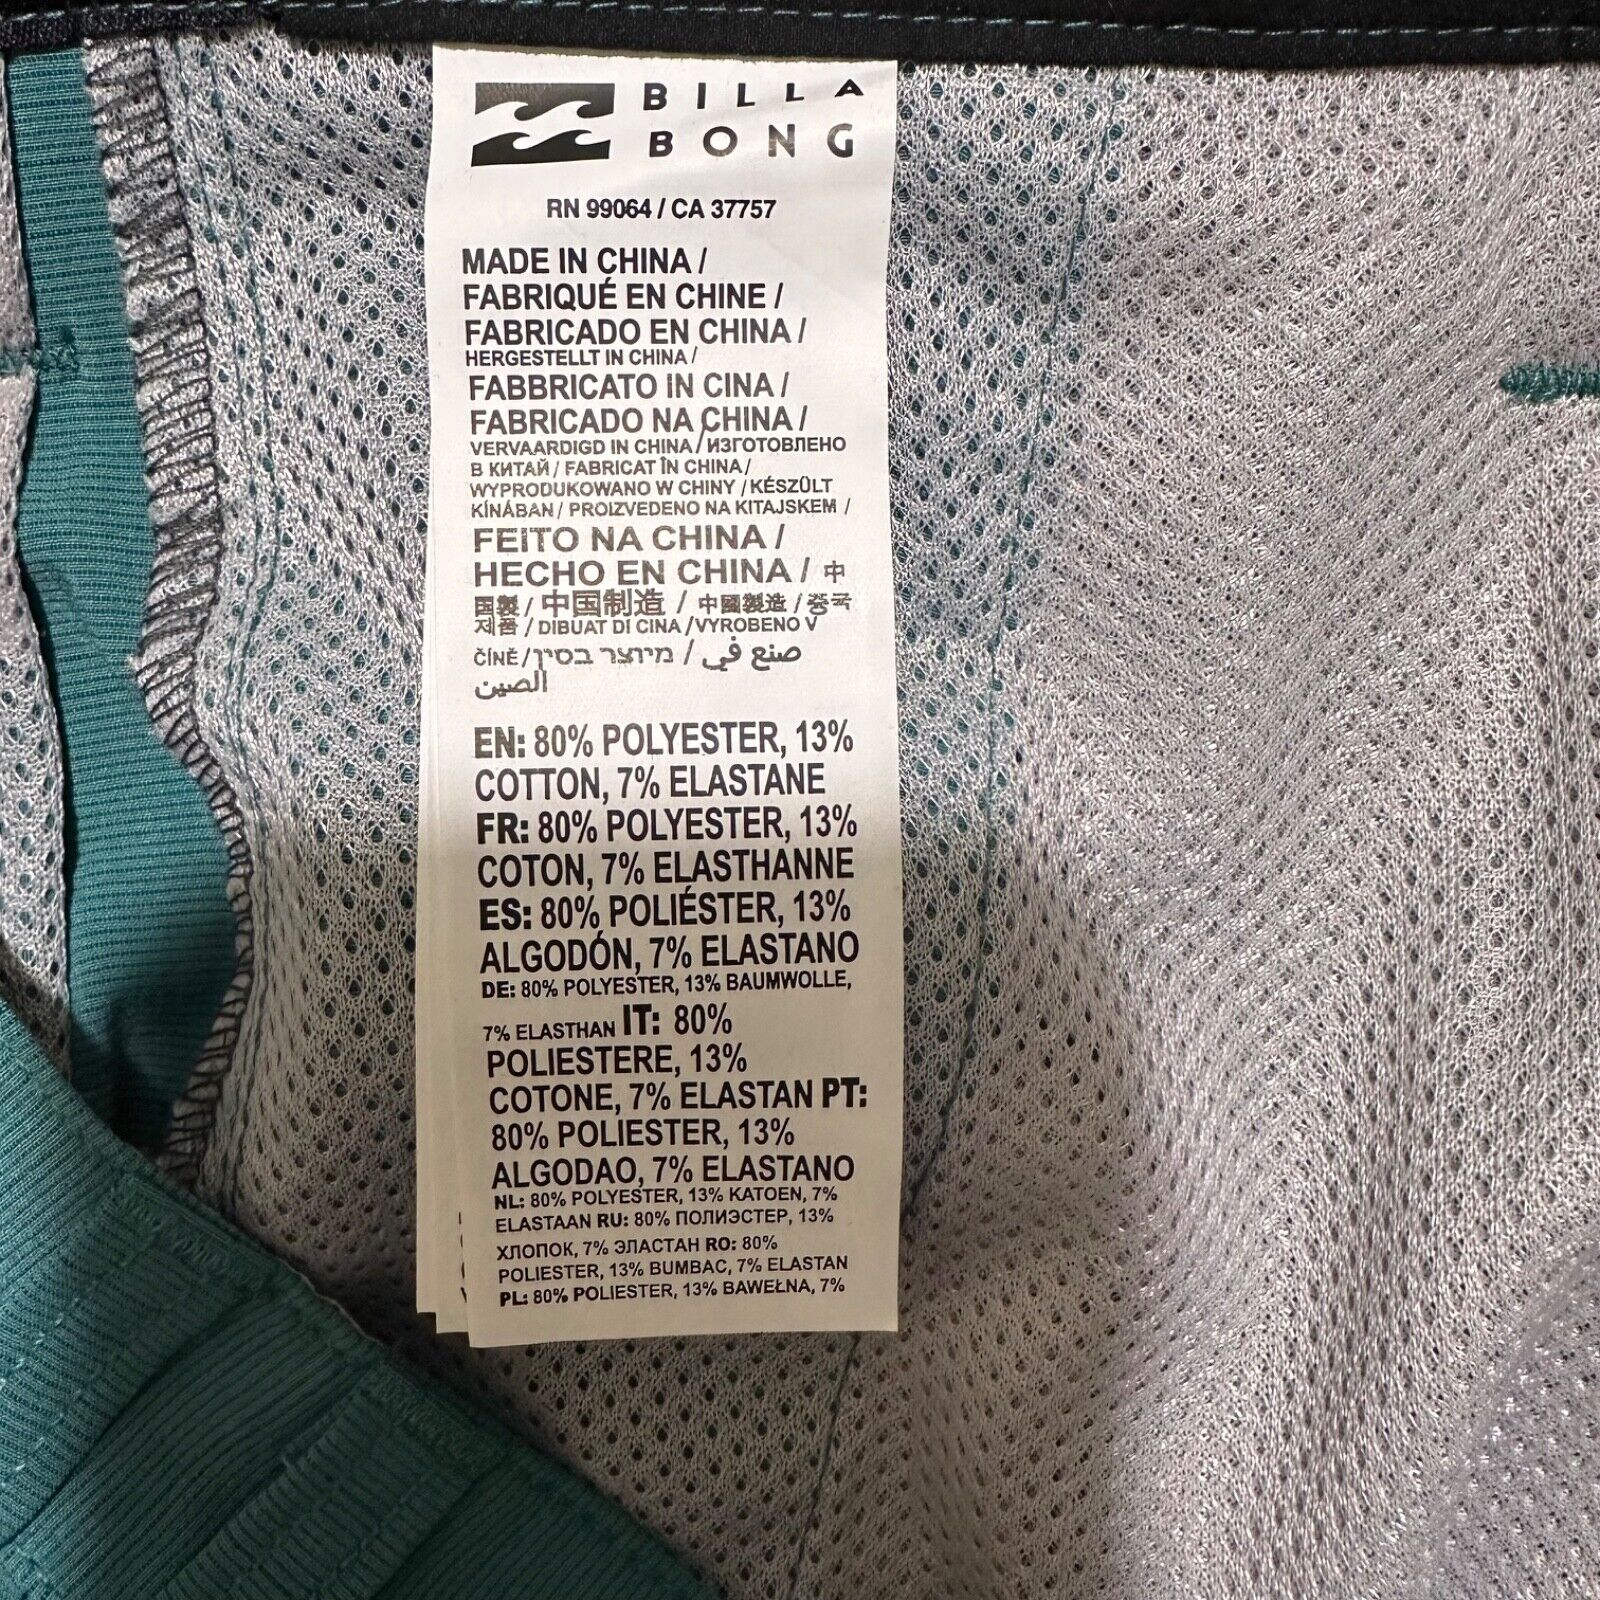 BILLA
BONG
RN 99064 / CA 37757
MADE IN CHINA /
FABRIQUÉ EN CHINE /
FABRICADO EN CHINA /
HERGESTELLT IN CHINA /
FABBRICATO IN CINA /
FABRICADO NA CHINA /
VERVAARDIGD IN CHINA / ИЗГОТОВЛЕНО
В КИТАЙ / FABRICAT ÎN CHINA /
WYPRODUKOWANO W CHINY / KÉSZÜLT
KÍNÁBAN / PROIZVEDENO NA KITAJSKEM /
FEITO NA CHINA /
HECHO EN CHINA / 中
国製 / 中国制造 / 中國製造 / 중국
제품 / DIBUAT DI CINA / VYROBENO V
ČÍNĚ / מיוצר בסין / صنع في
الصين
EN: 80% POLYESTER, 13%
COTTON, 7% ELASTANE
FR: 80% POLYESTER, 13%
COTON, 7% ELASTHANNE
ES: 80% POLIÉSTER, 13%
ALGODÓN, 7% ELASTANO
DE: 80% POLYESTER, 13% BAUMWOLLE,
7% ELASTHAN IT: 80%
POLIESTERE, 13%
COTONE, 7% ELASTAN PT:
80% POLIESTER, 13%
ALGODAO, 7% ELASTANO
NL: 80% POLYESTER, 13% KATOEN, 7%
ELASTAAN RU: 80% ПОЛИЭСТЕР, 13%
ХЛОПОК, 7% ЭЛАСТАН RO: 80%
POLIESTER, 13% BUMBAC, 7% ELASTAN
PL: 80% POLIESTER, 13% BAWEŁNA, 7%